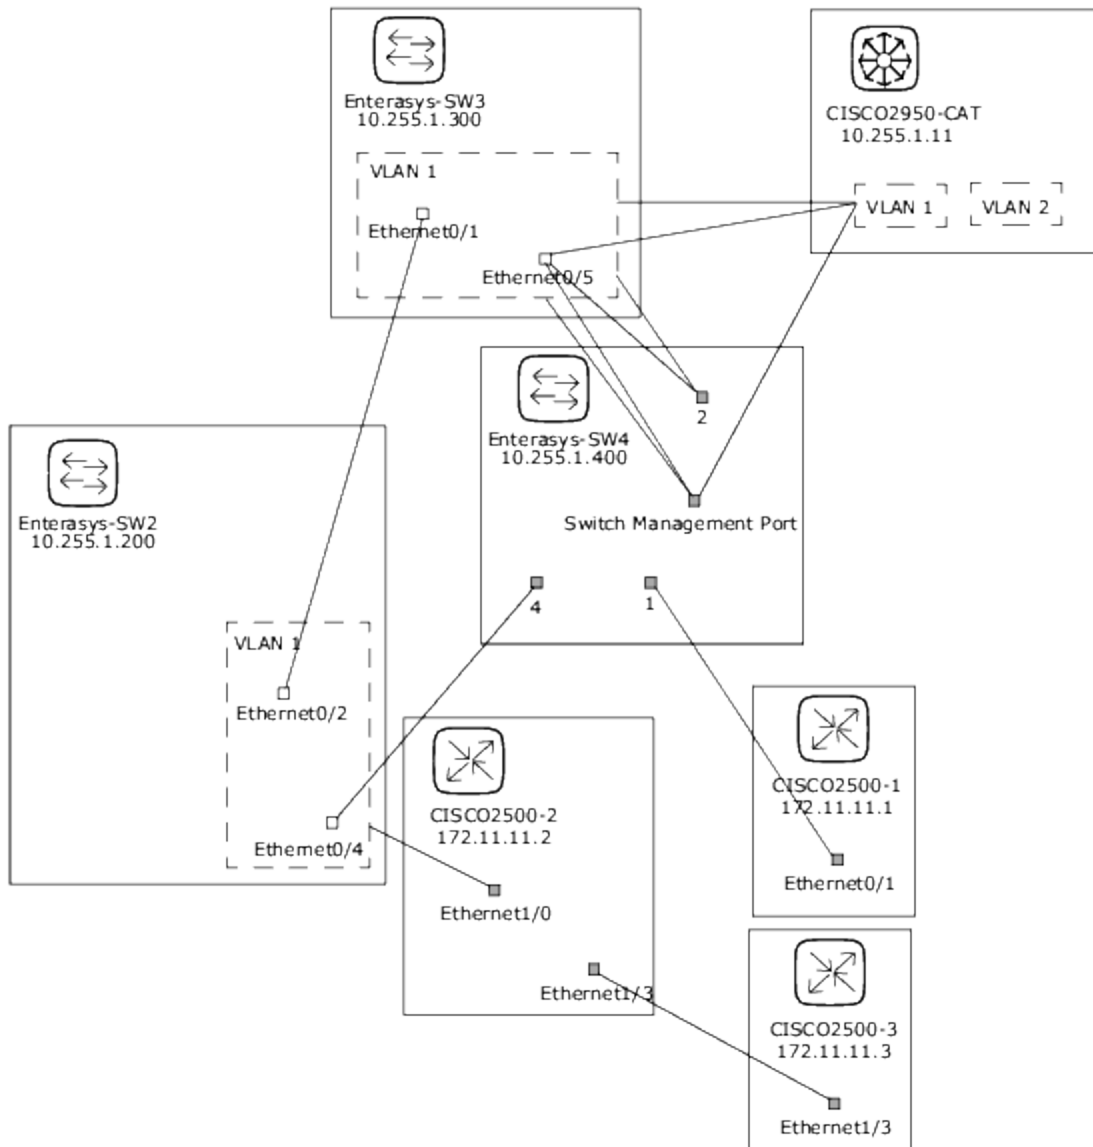 Enterasys-SW3
10.255.1.300
VLAN 1
Ethernet0/1
Ethernet0/5
CISCO2950-CAT
10.255.1.11
VLAN 1
VLAN 2
Enterasys-SW4
10.255.1.400
2
Switch Management Port
4
1
Enterasys-SW2
10.255.1.200
VLAN 1
Ethernet0/2
Ethernet0/4
CISCO2500-2
172.11.11.2
Ethernet1/0
Ethernet1/3
CISCO2500-1
172.11.11.1
Ethernet0/1
CISCO2500-3
172.11.11.3
Ethernet1/3